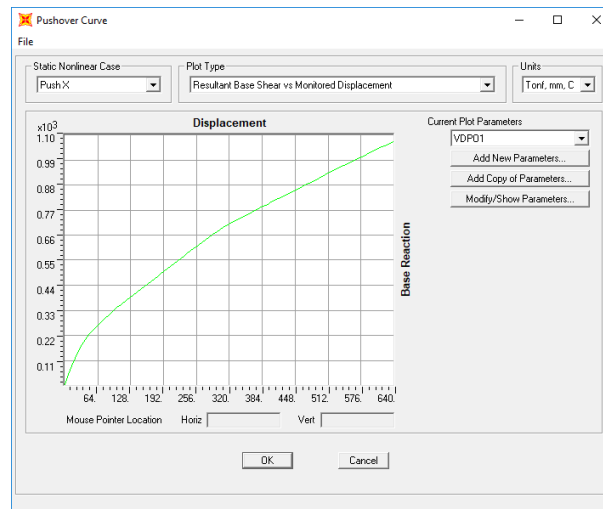 Pushover Curve
File
Static Nonlinear Case
Push X
Plot Type
Resultant Base Shear vs Monitored Displacement
Units
Tonf, mm, C
Displacement
x10³
1.10
0.99
0.88
0.77
0.66
0.55
0.44
0.33
0.22
0.11
64. 128. 192. 256. 320. 384. 448. 512. 576. 640.
Base Reaction
Mouse Pointer Location Horiz Vert
Current Plot Parameters
VDPO1
Add New Parameters...
Add Copy of Parameters...
Modify/Show Parameters...
OK Cancel